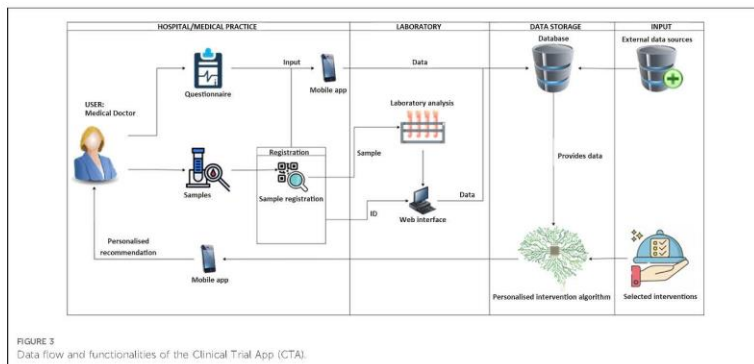 HOSPITAL/MEDICAL PRACTICE
LABORATORY
DATA STORAGE
INPUT
Database
External data sources
Input
Data
Mobile app
Questionnaire
USER:
Medical Doctor
Laboratory analysis
Registration
Sample
Provides data
Samples
Sample registration
Data
ID
Web interface
Personalised
recommendation
Mobile app
Personalised intervention algorithm
Selected interventions
FIGURE 3
Data flow and functionalities of the Clinical Trial App (CTA).